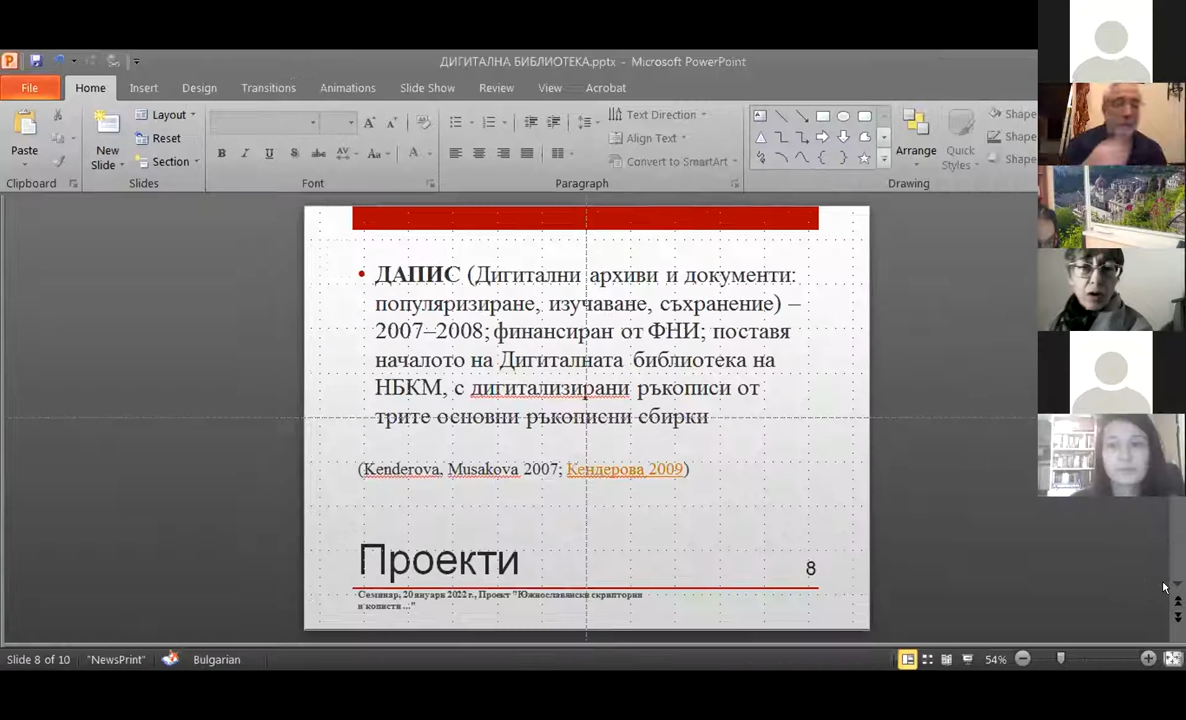 ДИГИТАЛНА БИБЛИОТЕКА.pptx - Microsoft PowerPoint
File Home Insert Design Transitions Animations Slide Show Review View Acrobat
Paste
New Slide
Layout
Reset
Section
Text Direction
Align Text
Convert to SmartArt
Arrange
Quick Styles
Shape
Shape
Shape
Clipboard Slides Font Paragraph Drawing
• ДАПИС (Дигитални архиви и документи:
популяризиране, изучаване, съхранение) –
2007–2008; финансиран от ФНИ; поставя
началото на Дигиталната библиотека на
НБКМ, с дигитализирани ръкописи от
трите основни ръкописни сбирки
(Kenderova, Musakova 2007; Кендерова 2009)
Проекти
8
Семинар, 20 януари 2022 г., Проект "Южнославянски скриптории
и кописти ..."
Slide 8 of 10 "NewsPrint" Bulgarian 54%